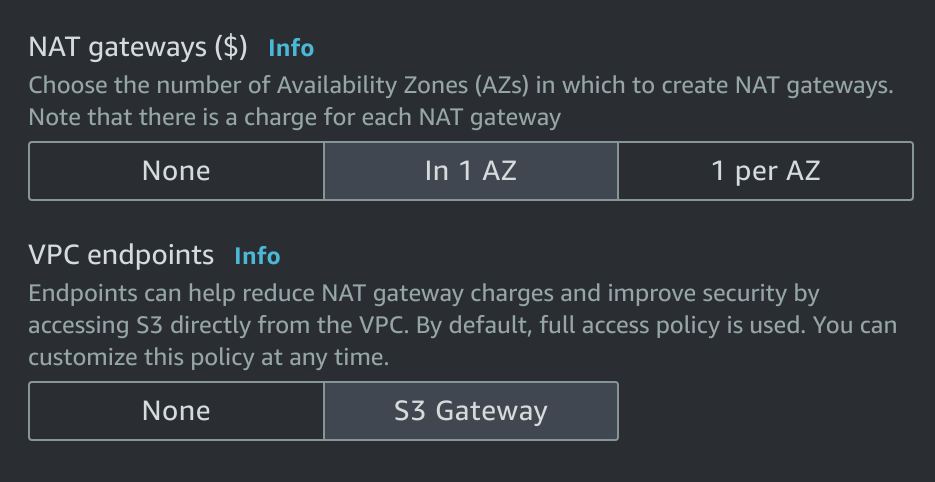 NAT gateways ($) Info
Choose the number of Availability Zones (AZs) in which to create NAT gateways.
Note that there is a charge for each NAT gateway
None In 1 AZ 1 per AZ
VPC endpoints Info
Endpoints can help reduce NAT gateway charges and improve security by
accessing S3 directly from the VPC. By default, full access policy is used. You can
customize this policy at any time.
None S3 Gateway